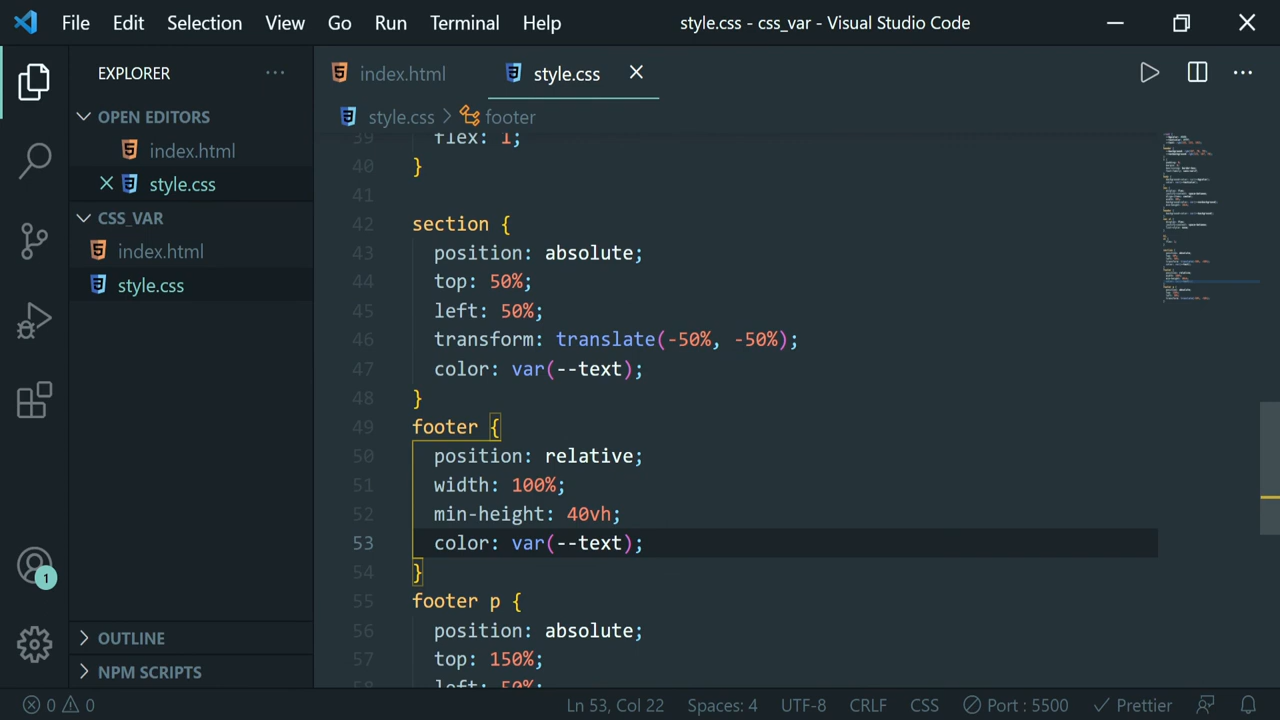 File Edit Selection View Go Run Terminal Help style.css - css_var - Visual Studio Code
EXPLORER
index.html style.css
OPEN EDITORS
style.css > footer
index.html
style.css
CSS_VAR
index.html
style.css
39 flex: 1;
40 }
41
42 section {
43 position: absolute;
44 top: 50%;
45 left: 50%;
46 transform: translate(-50%, -50%);
47 color: var(--text);
48 }
49 footer {
50 position: relative;
51 width: 100%;
52 min-height: 40vh;
53 color: var(--text);
54 }
55 footer p {
56 position: absolute;
57 top: 150%;
58 left: 50%;
1
OUTLINE
NPM SCRIPTS
0 0 Ln 53, Col 22 Spaces: 4 UTF-8 CRLF CSS Port : 5500 Prettier